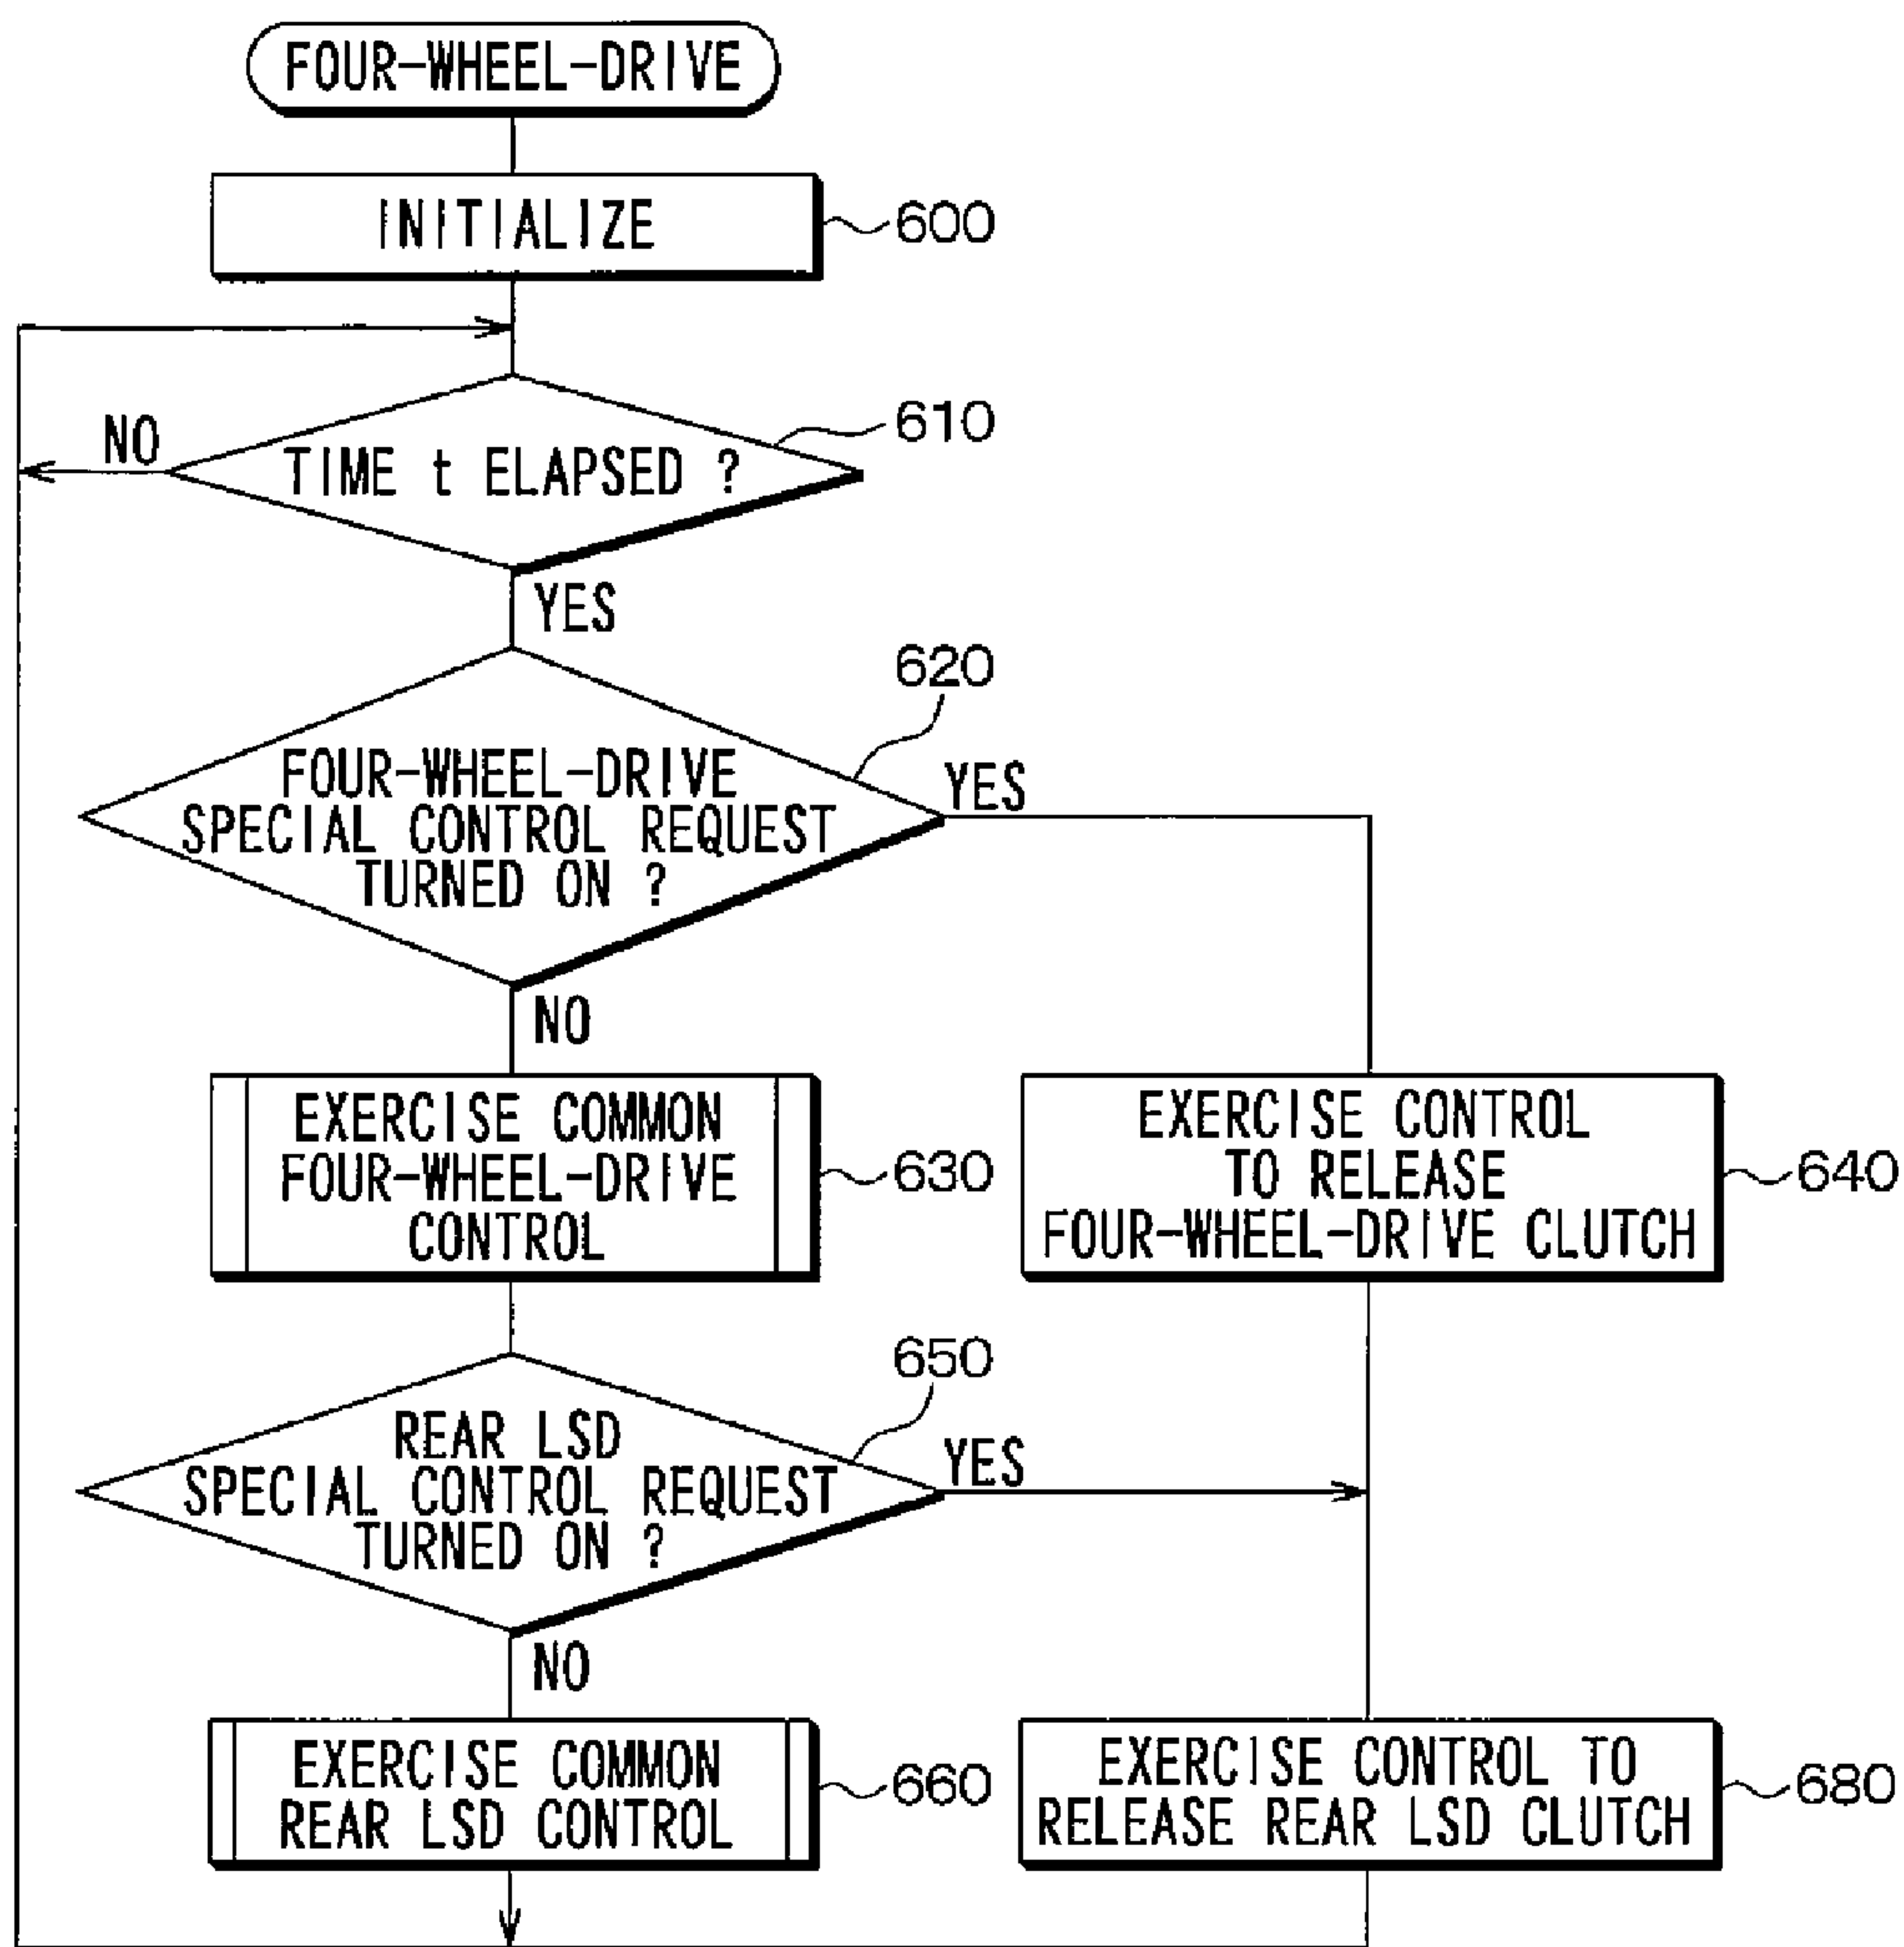 FOUR-WHEEL-DRIVE
INITIALIZE
600
NO
TIME t ELAPSED ?
610
YES
620
FOUR-WHEEL-DRIVE
SPECIAL CONTROL REQUEST
TURNED ON ?
YES
NO
EXERCISE COMMON
FOUR-WHEEL-DRIVE
CONTROL
630
EXERCISE CONTROL
TO RELEASE
FOUR-WHEEL-DRIVE CLUTCH
640
650
REAR LSD
SPECIAL CONTROL REQUEST
TURNED ON ?
YES
NO
EXERCISE COMMON
REAR LSD CONTROL
660
EXERCISE CONTROL TO
RELEASE REAR LSD CLUTCH
680